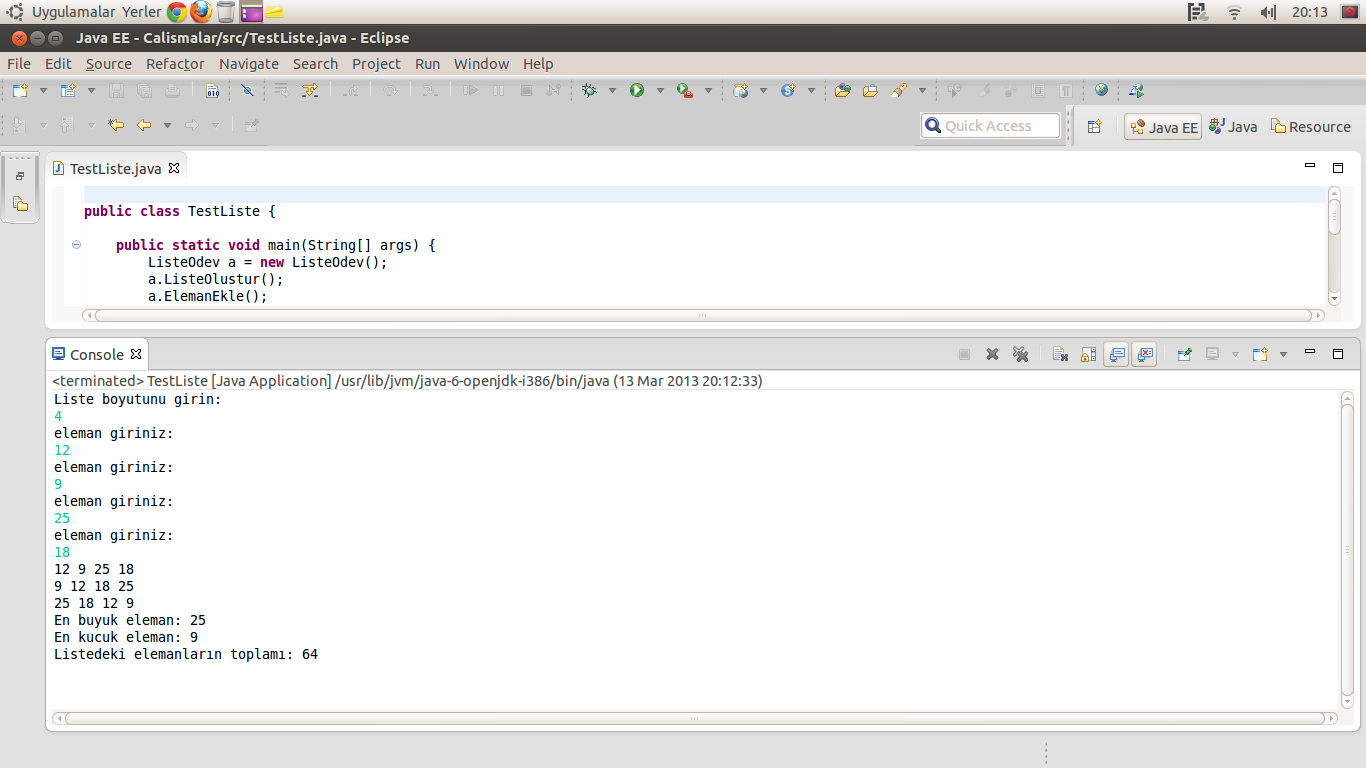 Uygulamalar Yerler 20:13
Java EE - Calismalar/src/TestListe.java - Eclipse
File Edit Source Refactor Navigate Search Project Run Window Help
Quick Access Java EE Java Resource
TestListe.java
public class TestListe {
public static void main(String[] args) {
ListeOdev a = new ListeOdev();
a.ListeOlustur();
a.ElemanEkle();
Console
<terminated> TestListe [Java Application] /usr/lib/jvm/java-6-openjdk-i386/bin/java (13 Mar 2013 20:12:33)
Liste boyutunu girin:
4
eleman giriniz:
12
eleman giriniz:
9
eleman giriniz:
25
eleman giriniz:
18
12 9 25 18
9 12 18 25
25 18 12 9
En buyuk eleman: 25
En kucuk eleman: 9
Listedeki elemanların toplamı: 64